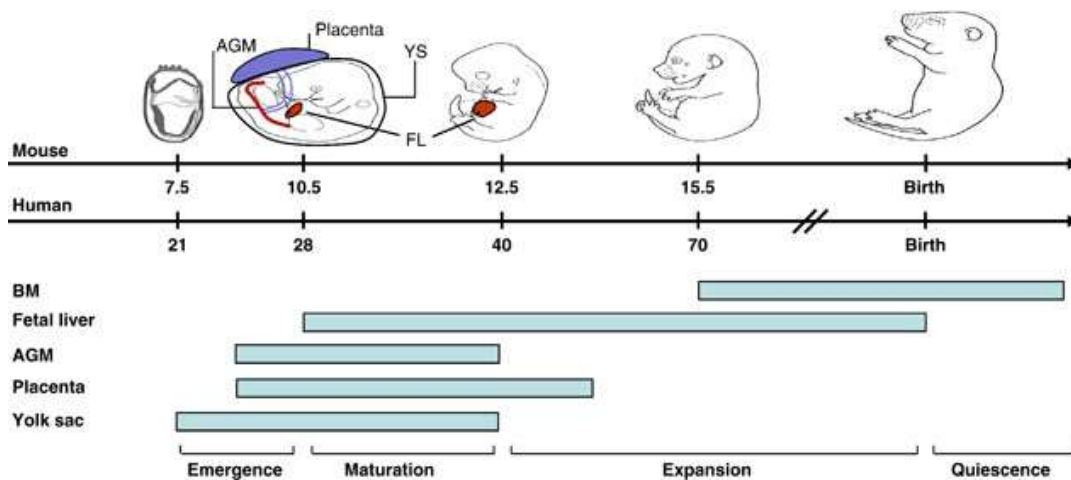 Placenta
AGM
YS
FL
Mouse
7.5 10.5 12.5 15.5 Birth
Human
21 28 40 70 Birth
BM
Fetal liver
AGM
Placenta
Yolk sac
Emergence Maturation Expansion Quiescence